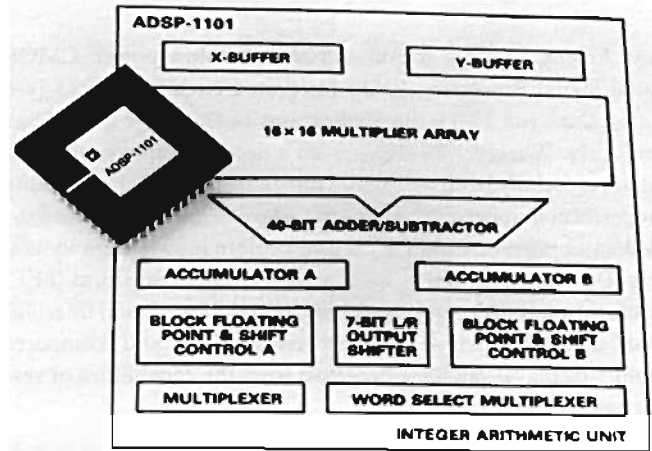 ADSP-1101
X-BUFFER
Y-BUFFER
16 × 16 MULTIPLIER ARRAY
ADSP-1101
40-BIT ADDER/SUBTRACTOR
ACCUMULATOR A
ACCUMULATOR B
BLOCK FLOATING
POINT & SHIFT
CONTROL A
7-BIT L/R
OUTPUT
SHIFTER
BLOCK FLOATING
POINT & SHIFT
CONTROL B
MULTIPLEXER
WORD SELECT MULTIPLEXER
INTEGER ARITHMETIC UNIT